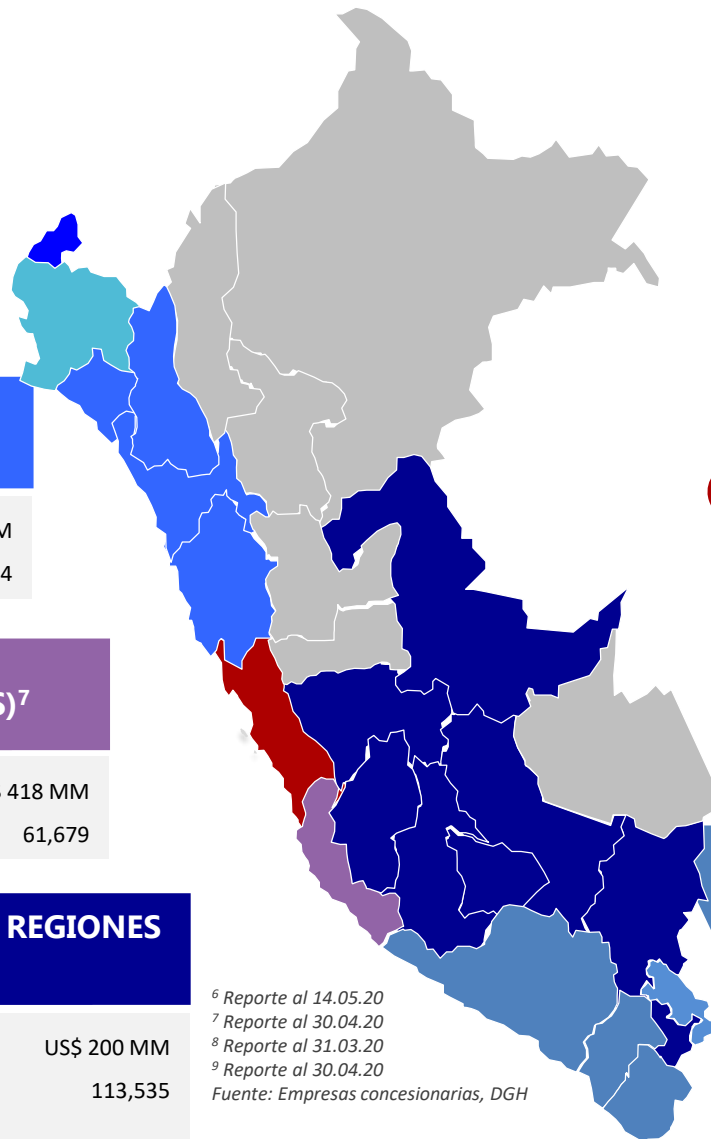 M
4
S)⁷
418 MM
61,679
REGIONES
US$ 200 MM
113,535
⁶ Reporte al 14.05.20
⁷ Reporte al 30.04.20
⁸ Reporte al 31.03.20
⁹ Reporte al 30.04.20
Fuente: Empresas concesionarias, DGH